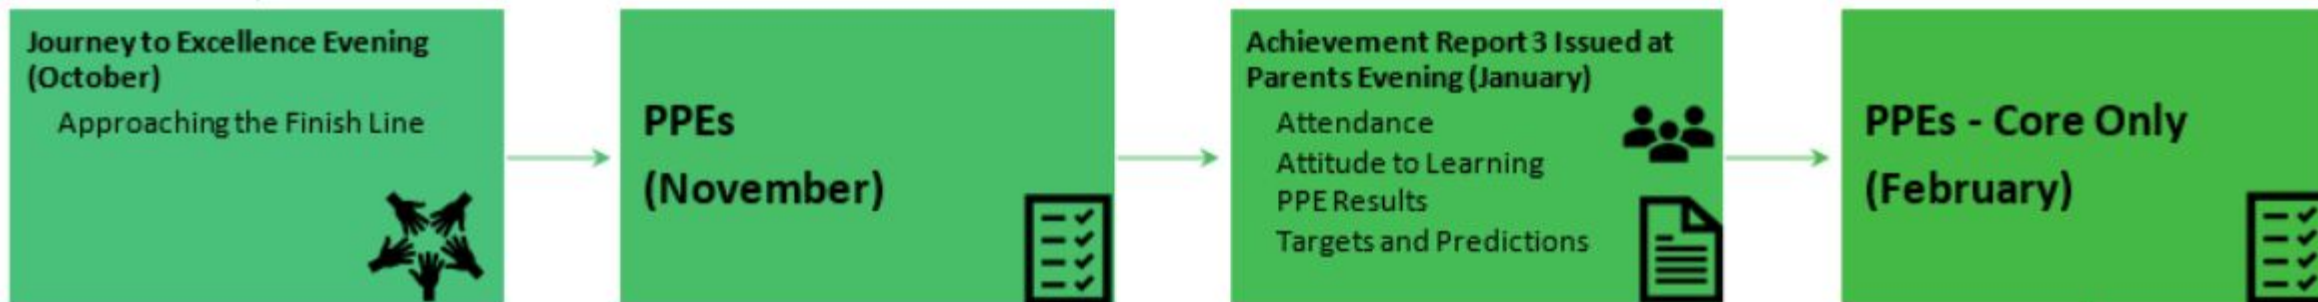 Journey to Excellence Evening
(October)
Approaching the Finish Line
PPEs
(November)
Achievement Report 3 Issued at
Parents Evening (January)
Attendance
Attitude to Learning
PPE Results
Targets and Predictions
PPEs - Core Only
(February)